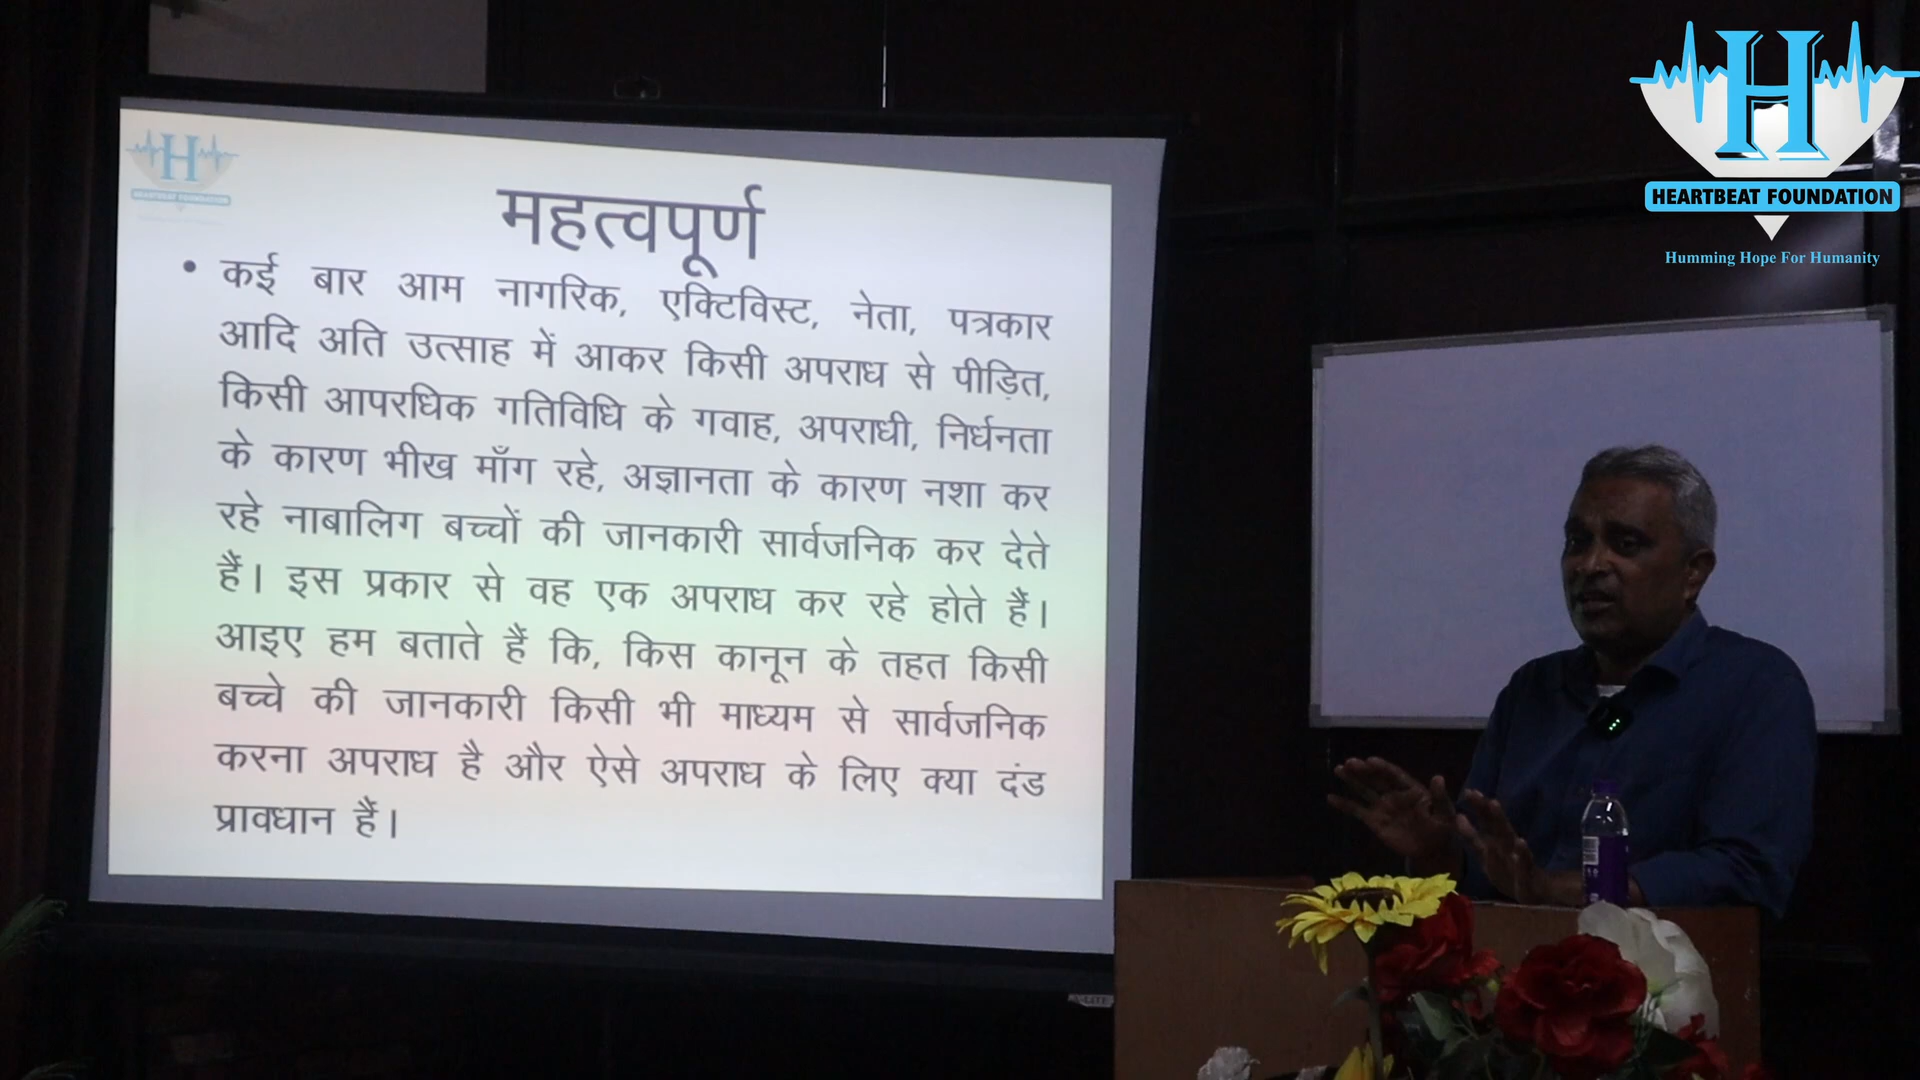 H
HEARTBEAT FOUNDATION
Humming Hope For Humanity
H
HEARTBEAT FOUNDATION
महत्वपूर्ण
• कई बार आम नागरिक, एक्टिविस्ट, नेता, पत्रकार
आदि अति उत्साह में आकर किसी अपराध से पीड़ित,
किसी आपरधिक गतिविधि के गवाह, अपराधी, निर्धनता
के कारण भीख माँग रहे, अज्ञानता के कारण नशा कर
रहे नाबालिग बच्चों की जानकारी सार्वजनिक कर देते
हैं। इस प्रकार से वह एक अपराध कर रहे होते हैं।
आइए हम बताते हैं कि, किस कानून के तहत किसी
बच्चे की जानकारी किसी भी माध्यम से सार्वजनिक
करना अपराध है और ऐसे अपराध के लिए क्या दंड
प्रावधान हैं।